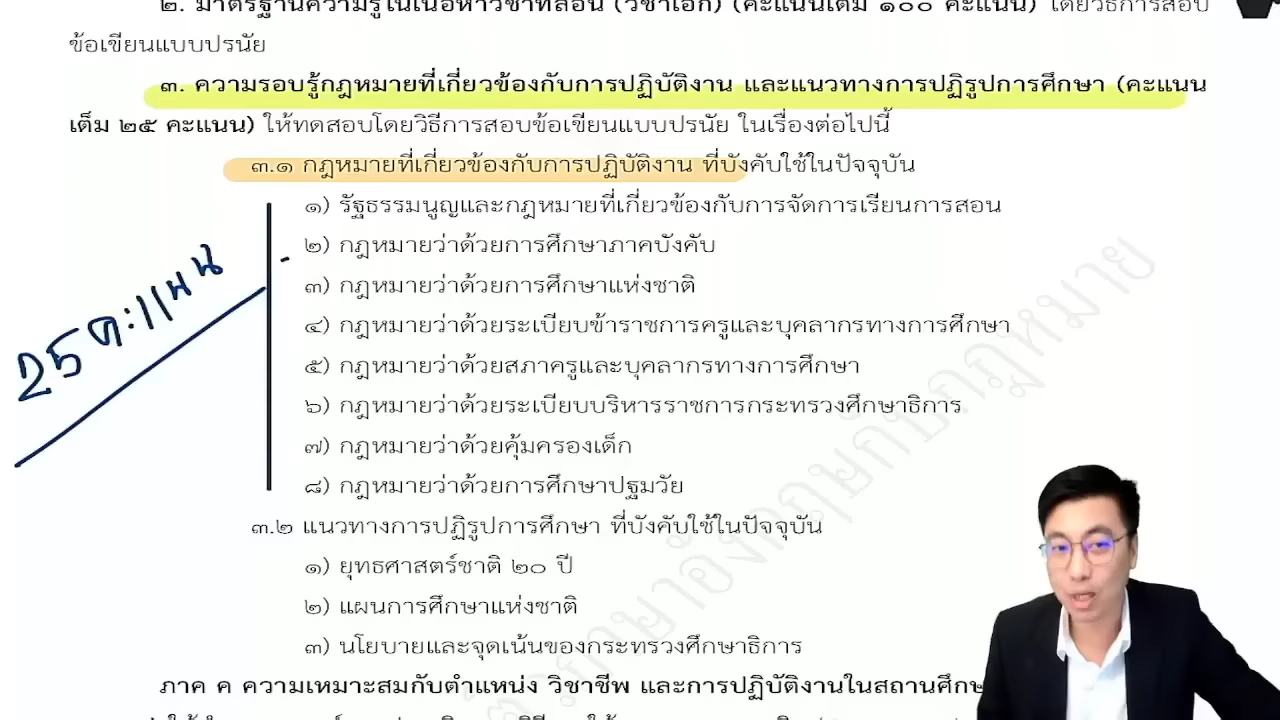 ๒. มาตรฐานความรู้ในเนื้อหาวิชาที่สอน (วิชาเอก) (คะแนนเต็ม ๑๐๐ คะแนน) โดยวิธีการสอบ
ข้อเขียนแบบปรนัย
๓. ความรอบรู้กฎหมายที่เกี่ยวข้องกับการปฏิบัติงาน และแนวทางการปฏิรูปการศึกษา (คะแนน
เต็ม ๒๕ คะแนน) ให้ทดสอบโดยวิธีการสอบข้อเขียนแบบปรนัย ในเรื่องต่อไปนี้
๓.๑ กฎหมายที่เกี่ยวข้องกับการปฏิบัติงาน ที่บังคับใช้ในปัจจุบัน
๑) รัฐธรรมนูญและกฎหมายที่เกี่ยวข้องกับการจัดการเรียนการสอน
๒) กฎหมายว่าด้วยการศึกษาภาคบังคับ
25 คะแนน
๓) กฎหมายว่าด้วยการศึกษาแห่งชาติ
๔) กฎหมายว่าด้วยระเบียบข้าราชการครูและบุคลากรทางการศึกษา
๕) กฎหมายว่าด้วยสภาครูและบุคลากรทางการศึกษา
๖) กฎหมายว่าด้วยระเบียบบริหารราชการกระทรวงศึกษาธิการ
๗) กฎหมายว่าด้วยคุ้มครองเด็ก
๘) กฎหมายว่าด้วยการศึกษาปฐมวัย
๓.๒ แนวทางการปฏิรูปการศึกษา ที่บังคับใช้ในปัจจุบัน
๑) ยุทธศาสตร์ชาติ ๒๐ ปี
๒) แผนการศึกษาแห่งชาติ
๓) นโยบายและจุดเน้นของกระทรวงศึกษาธิการ
ภาค ค ความเหมาะสมกับตำแหน่ง วิชาชีพ และการปฏิบัติงานในสถานศึกษ
ภาษาอังกฤษกับกฎหมาย